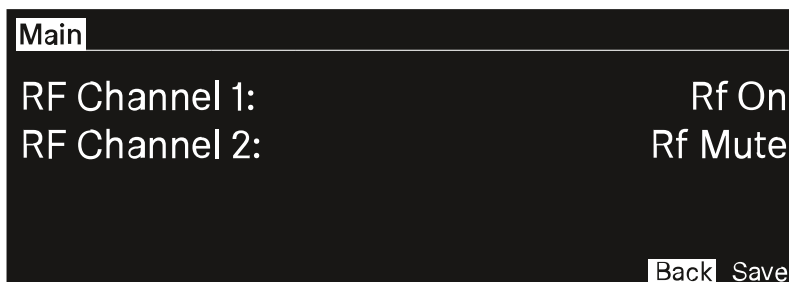 Main
RF Channel 1: Rf On
RF Channel 2: Rf Mute
Back Save